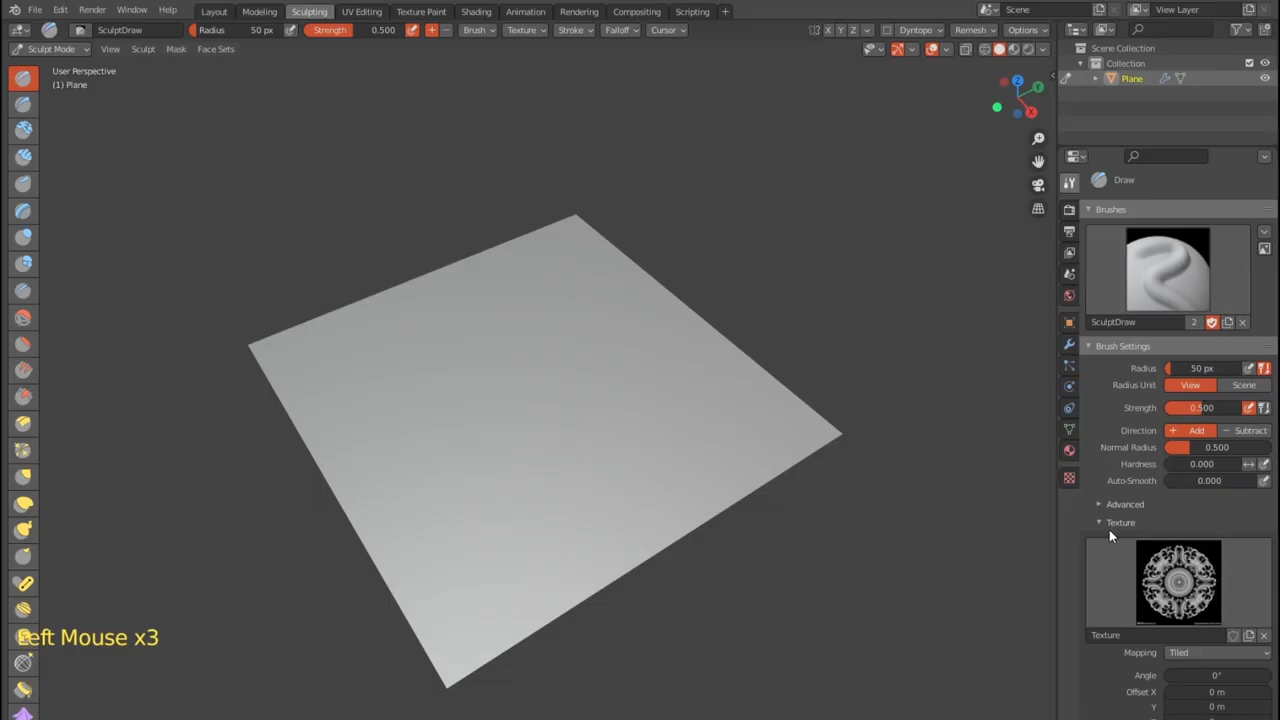 File Edit Render Window Help Layout Modeling Sculpting UV Editing Texture Paint Shading Animation Rendering Compositing Scripting + Scene View Layer
SculptDraw Radius 50 px Strength 0.500 + − Brush Texture Stroke Falloff Cursor X Y Z Dyntopo Remesh Options
Sculpt Mode View Sculpt Mask Face Sets
User Perspective
(1) Plane
Z
Y
X
Scene Collection
Collection
Plane
Draw
Brushes
SculptDraw 2
Brush Settings
Radius 50 px
Radius Unit View Scene
Strength 0.500
Direction + Add − Subtract
Normal Radius 0.500
Hardness 0.000
Auto-Smooth 0.000
Advanced
Texture
Texture
Mapping Tiled
Angle 0°
Offset X 0 m
Y 0 m
Left Mouse x3